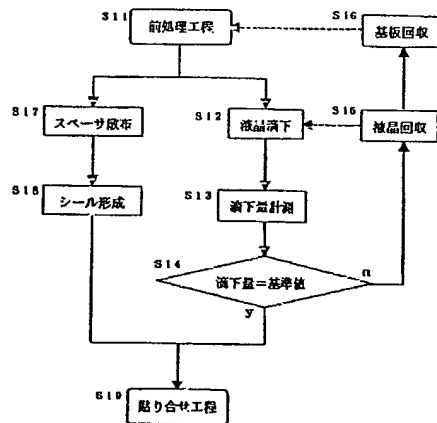 S11
前処理工程
S16
基板回収
S17
スペーサ散布
S12
液晶滴下
S15
液晶回収
S18
シール形成
S13
滴下量計測
S14
滴下量=基準値
n
y
S19
貼り合せ工程